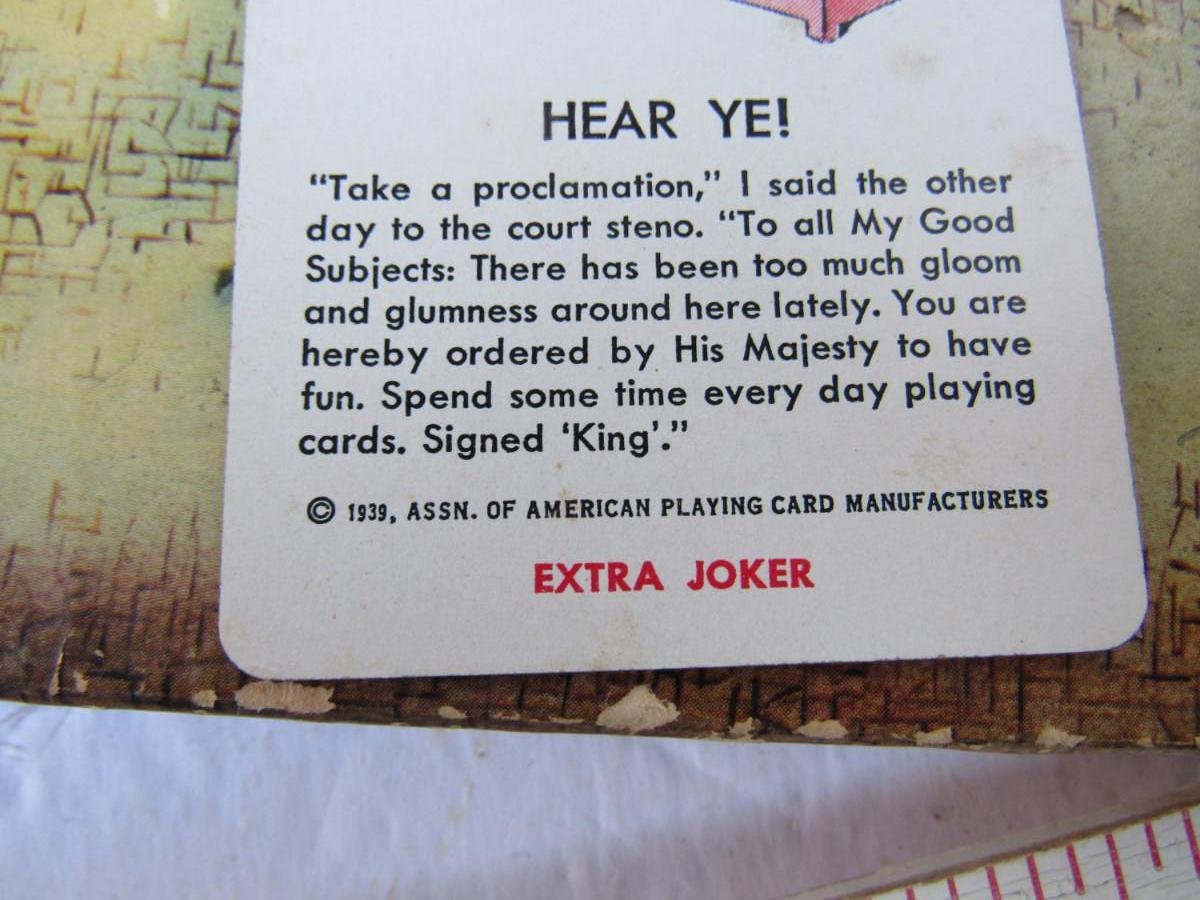 HEAR YE!
“Take a proclamation,” I said the other
day to the court steno. “To all My Good
Subjects: There has been too much gloom
and glumness around here lately. You are
hereby ordered by His Majesty to have
fun. Spend some time every day playing
cards. Signed ‘King’.”
© 1939, ASSN. OF AMERICAN PLAYING CARD MANUFACTURERS
EXTRA JOKER